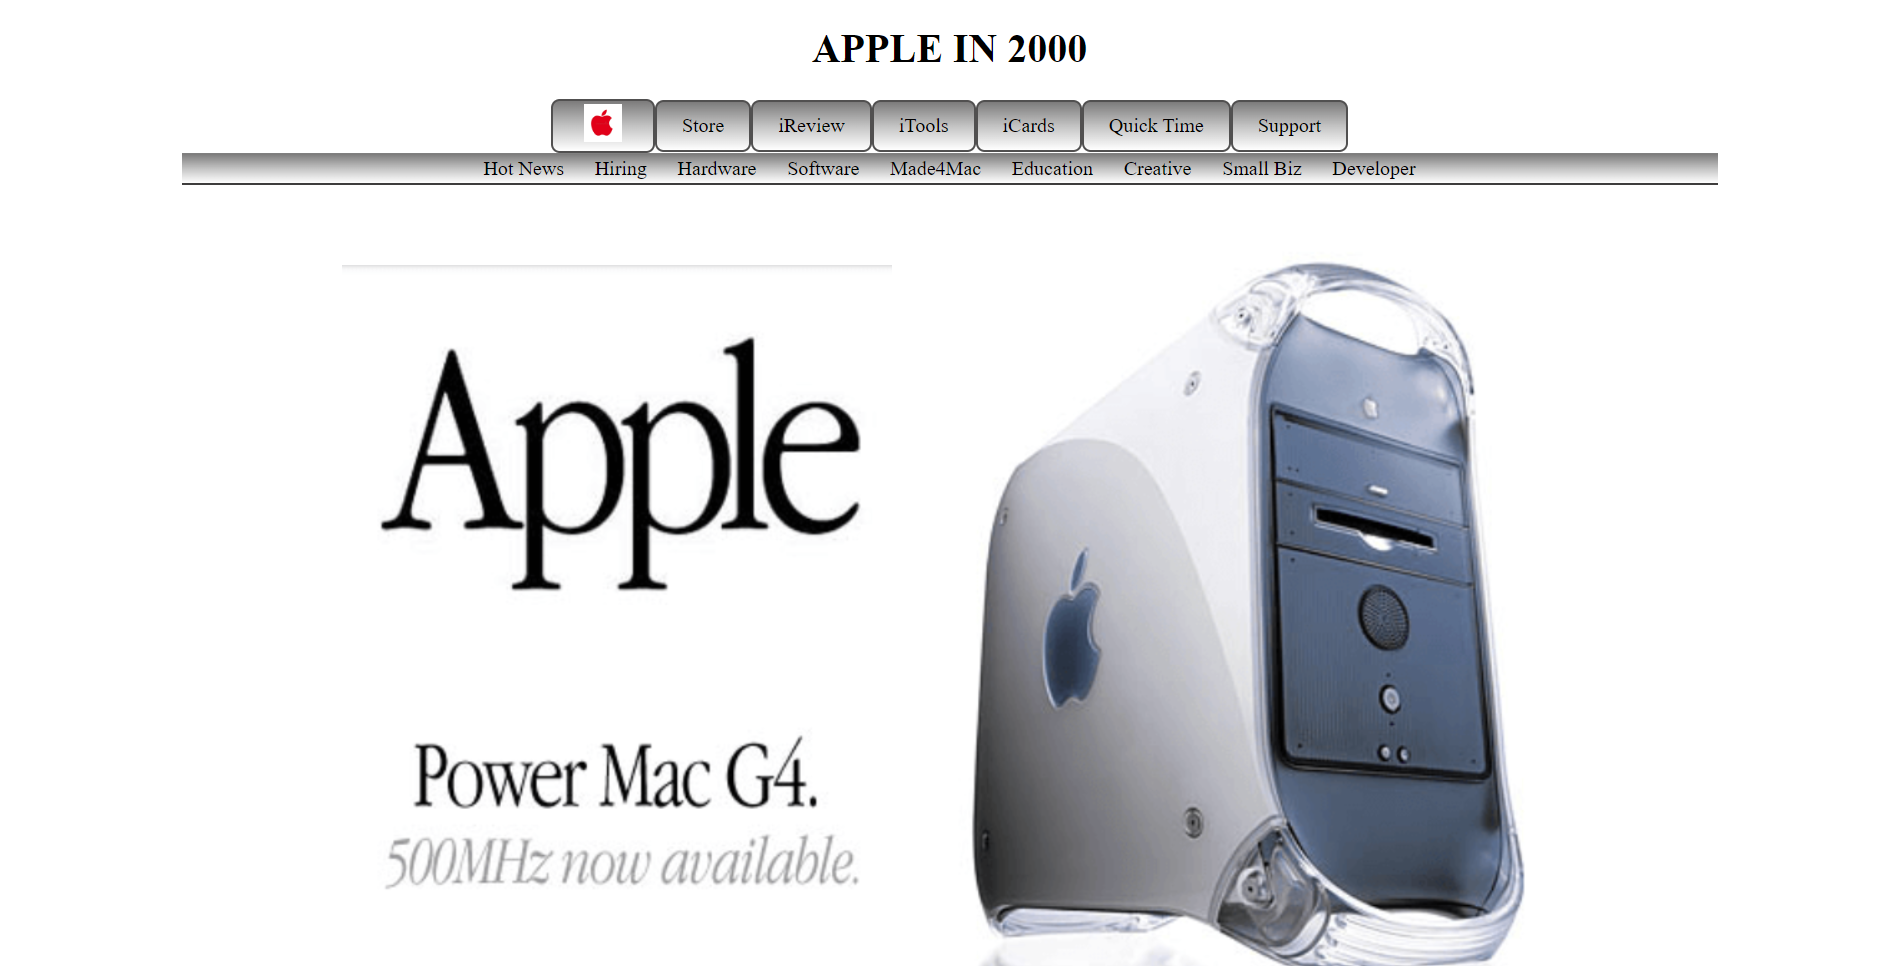 APPLE IN 2000
Store iReview iTools iCards Quick Time Support
Hot News Hiring Hardware Software Made4Mac Education Creative Small Biz Developer
Apple
Power Mac G4.
500MHz now available.